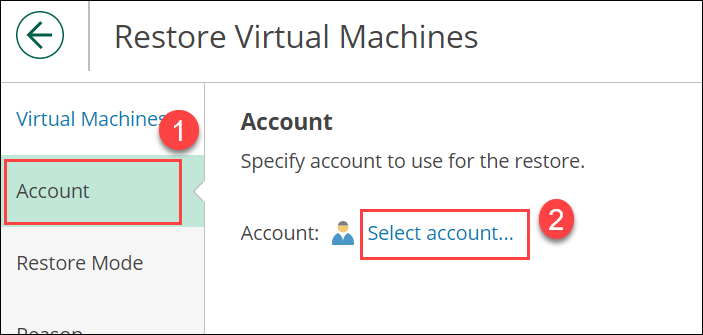 Restore Virtual Machines
Virtual Machines
1
Account
Restore Mode
Reason
Account
Specify account to use for the restore.
Account: Select account...
2